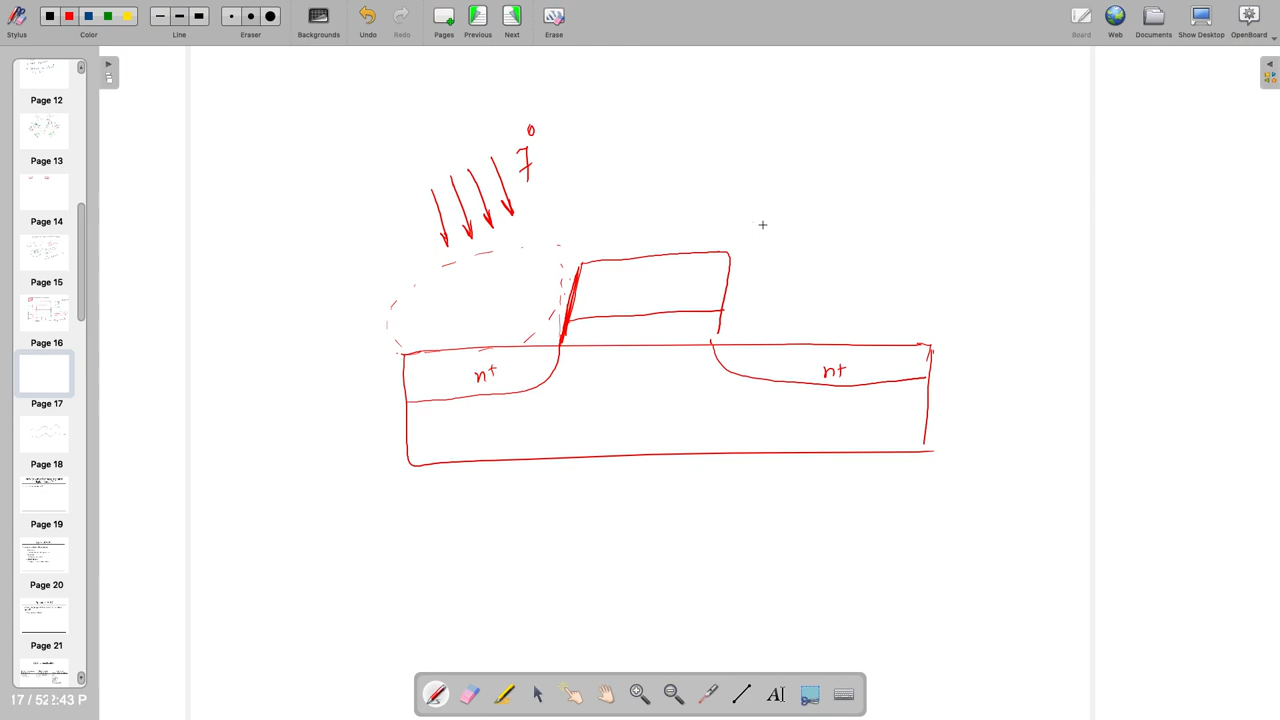 Stylus Color Line Eraser Backgrounds Undo Redo Pages Previous Next Erase Board Web Documents Show Desktop OpenBoard
Page 12
Page 13
Page 14
Page 15
Page 16
Page 17
Page 18
Page 19
Page 20
Page 21
7°
n+ n+
AI